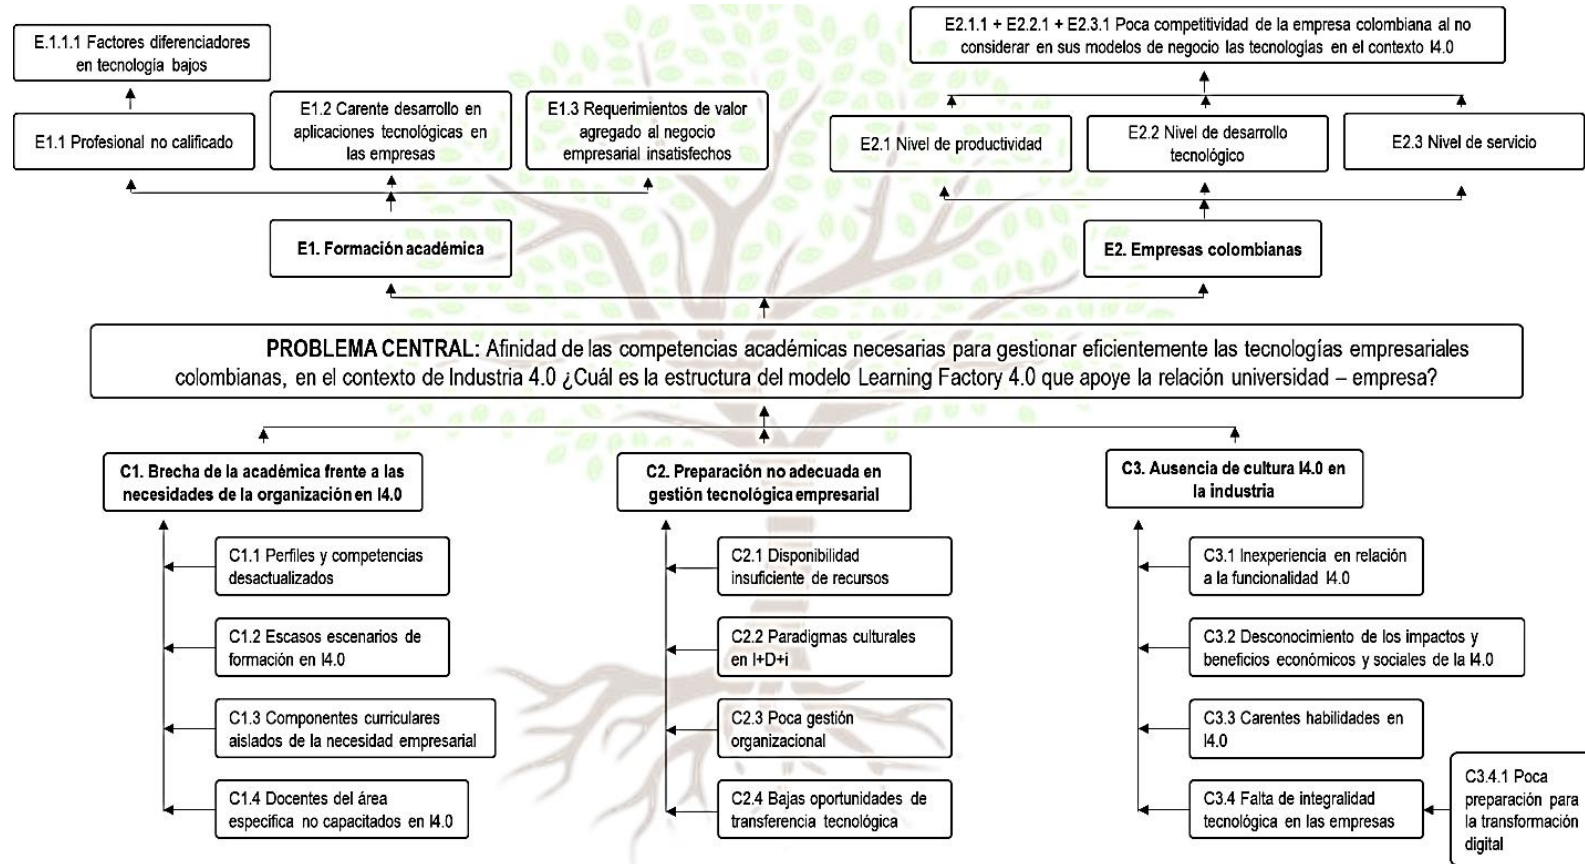 E.1.1.1 Factores diferenciadores
en tecnología bajos
E2.1.1 + E2.2.1 + E2.3.1 Poca competitividad de la empresa colombiana al no
considerar en sus modelos de negocio las tecnologías en el contexto I4.0
E1.1 Profesional no calificado
E1.2 Carente desarrollo en
aplicaciones tecnológicas en
las empresas
E1.3 Requerimientos de valor
agregado al negocio
empresarial insatisfechos
E2.1 Nivel de productividad
E2.2 Nivel de desarrollo
tecnológico
E2.3 Nivel de servicio
E1. Formación académica
E2. Empresas colombianas
PROBLEMA CENTRAL: Afinidad de las competencias académicas necesarias para gestionar eficientemente las tecnologías empresariales
colombianas, en el contexto de Industria 4.0 ¿Cuál es la estructura del modelo Learning Factory 4.0 que apoye la relación universidad – empresa?
C1. Brecha de la académica frente a las
necesidades de la organización en I4.0
C1.1 Perfiles y competencias
desactualizados
C1.2 Escasos escenarios de
formación en I4.0
C1.3 Componentes curriculares
aislados de la necesidad empresarial
C1.4 Docentes del área
especifica no capacitados en I4.0
C2. Preparación no adecuada en
gestión tecnológica empresarial
C2.1 Disponibilidad
insuficiente de recursos
C2.2 Paradigmas culturales
en I+D+i
C2.3 Poca gestión
organizacional
C2.4 Bajas oportunidades de
transferencia tecnológica
C3. Ausencia de cultura I4.0 en
la industria
C3.1 Inexperiencia en relación
a la funcionalidad I4.0
C3.2 Desconocimiento de los impactos y
beneficios económicos y sociales de la I4.0
C3.3 Carentes habilidades en
I4.0
C3.4 Falta de integralidad
tecnológica en las empresas
C3.4.1 Poca
preparación para
la transformación
digital